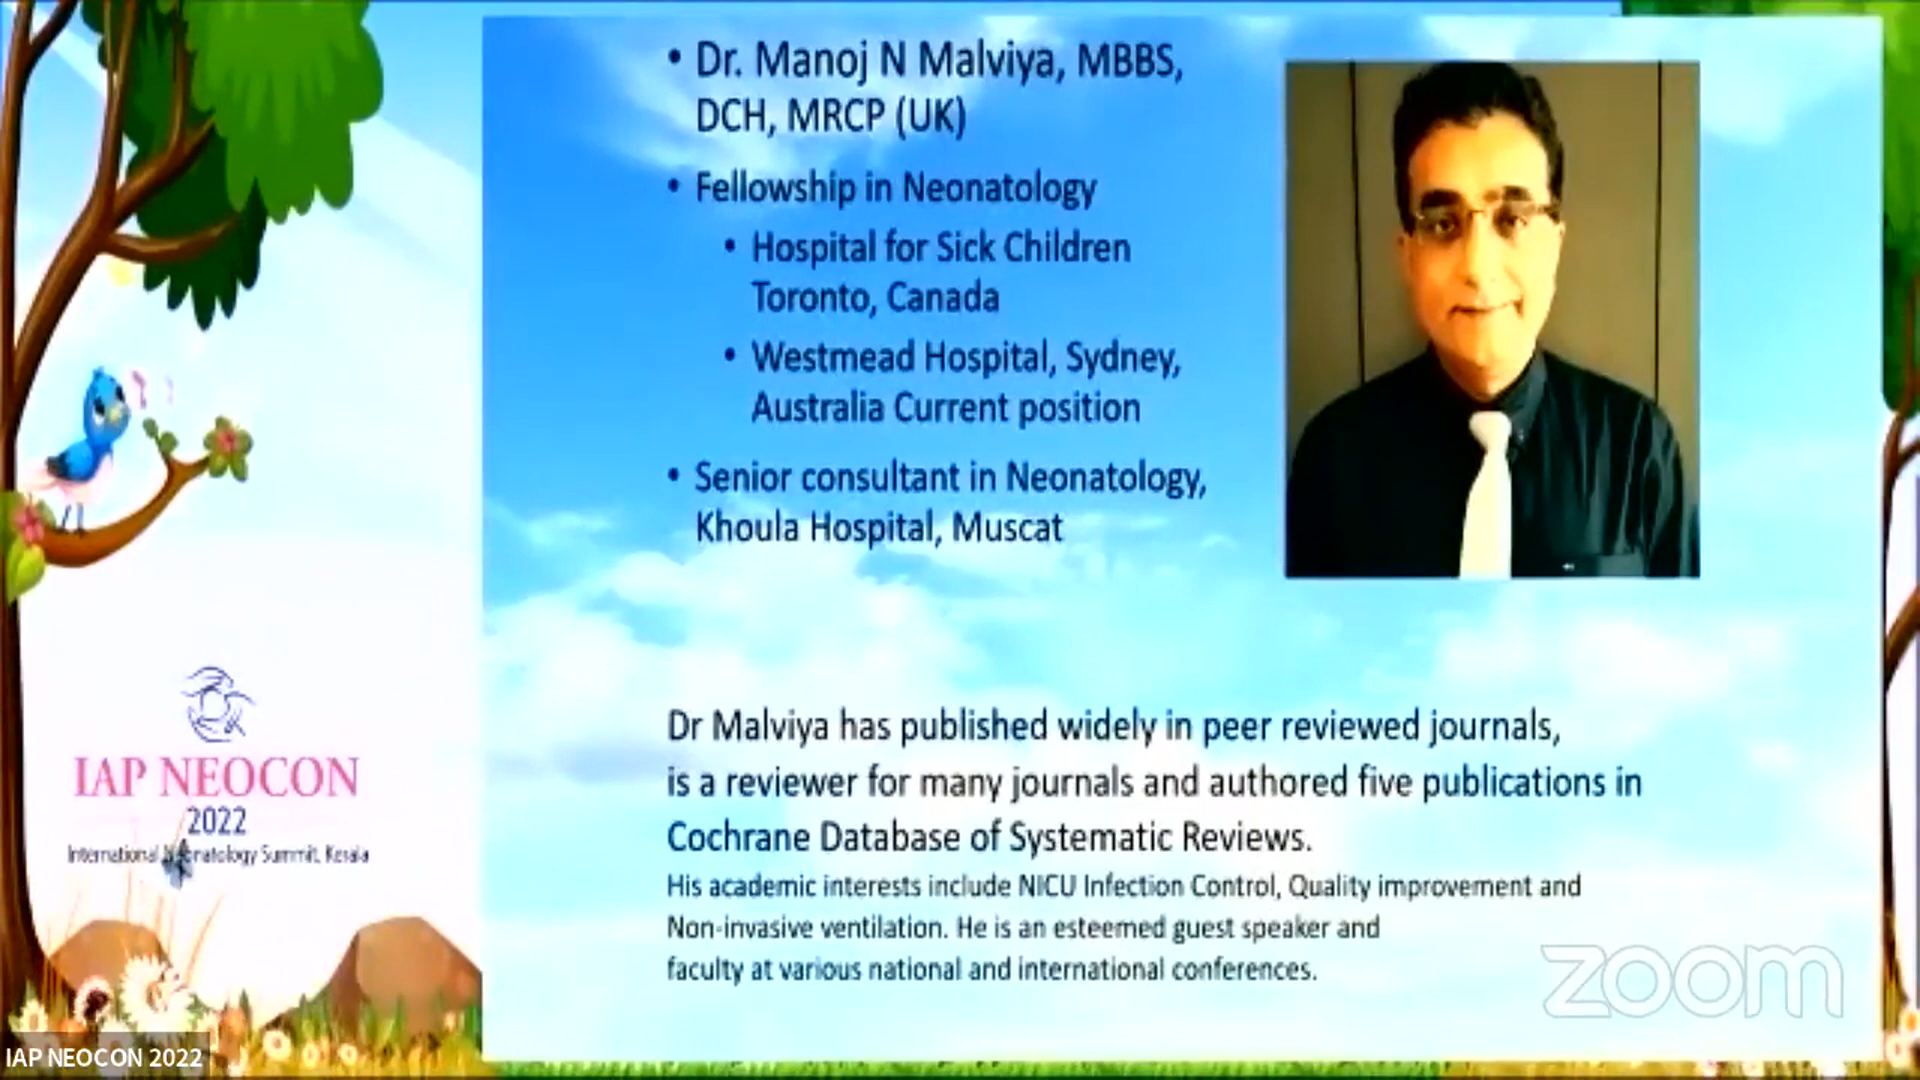 • Dr. Manoj N Malviya, MBBS,
DCH, MRCP (UK)
• Fellowship in Neonatology
• Hospital for Sick Children
Toronto, Canada
• Westmead Hospital, Sydney,
Australia Current position
• Senior consultant in Neonatology,
Khoula Hospital, Muscat
Dr Malviya has published widely in peer reviewed journals,
is a reviewer for many journals and authored five publications in
Cochrane Database of Systematic Reviews.
His academic interests include NICU Infection Control, Quality improvement and
Non-invasive ventilation. He is an esteemed guest speaker and
faculty at various national and international conferences.
IAP NEOCON
2022
International Neonatology Summit, Kerala
IAP NEOCON 2022
zoom